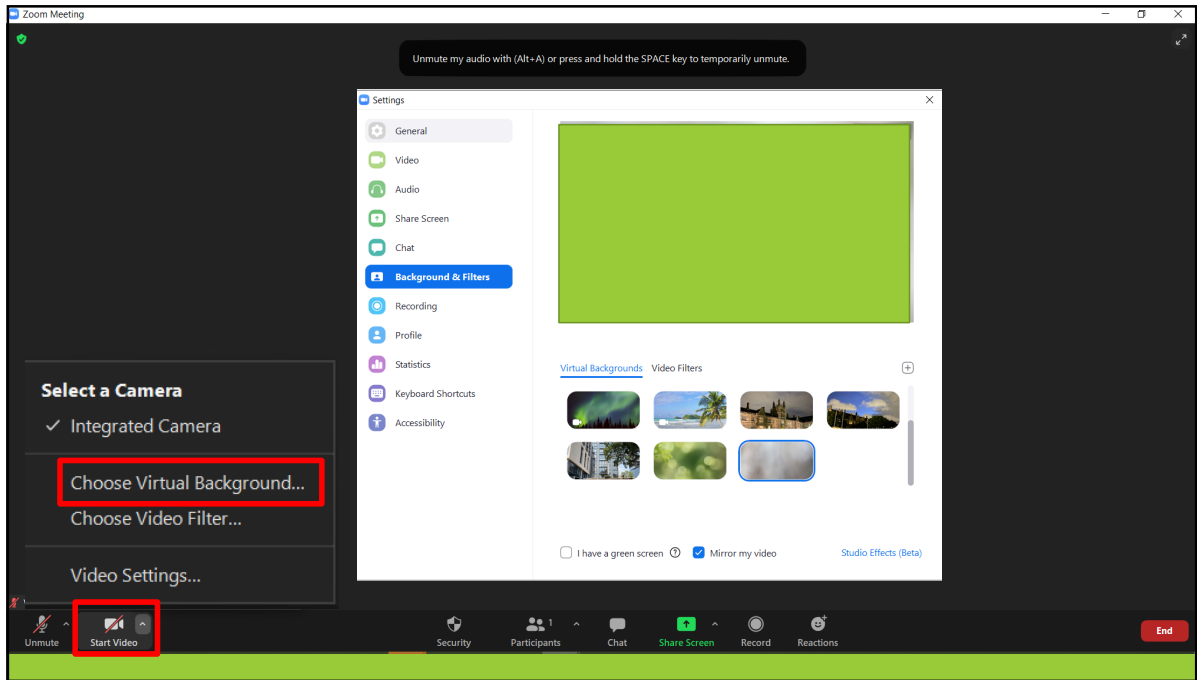 Zoom Meeting
Unmute my audio with (Alt+A) or press and hold the SPACE key to temporarily unmute.
Settings
General
Video
Audio
Share Screen
Chat
Background & Filters
Recording
Profile
Statistics
Keyboard Shortcuts
Accessibility
Virtual Backgrounds Video Filters
I have a green screen Mirror my video Studio Effects (Beta)
Select a Camera
Integrated Camera
Choose Virtual Background...
Choose Video Filter...
Video Settings...
Unmute Start Video Security Participants 1 Chat Share Screen Record Reactions End